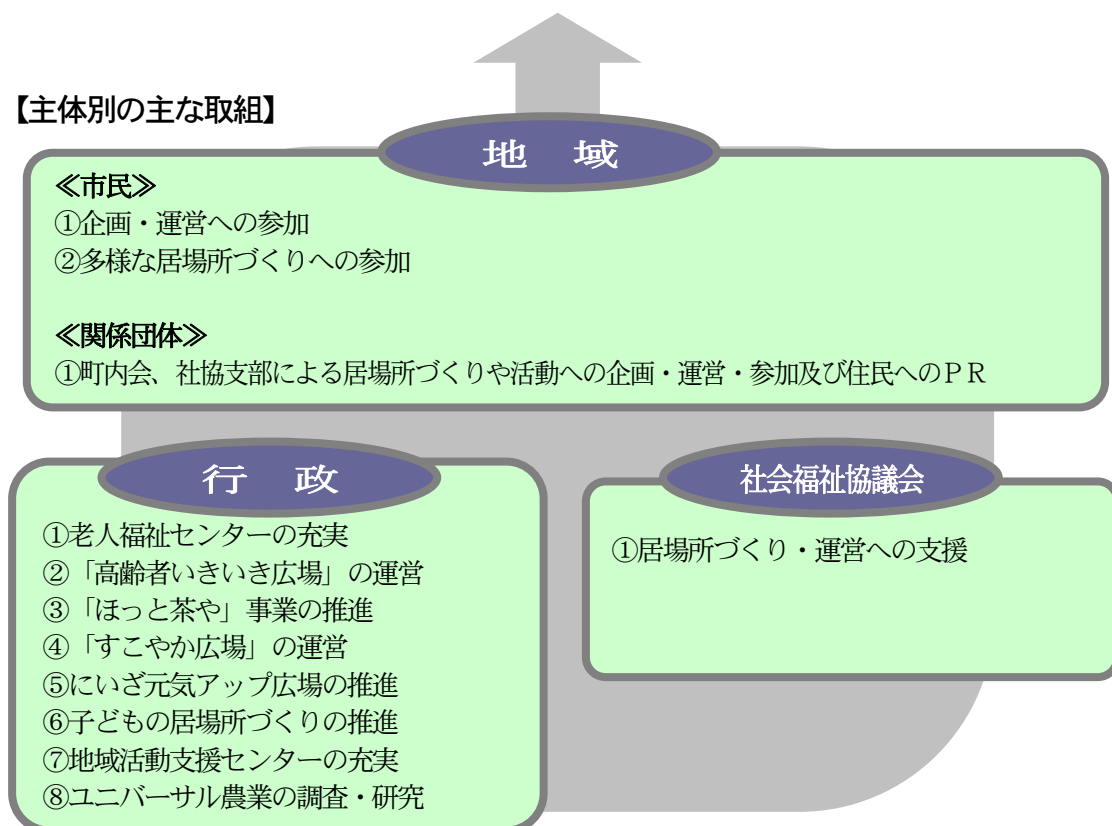 【主体別の主な取組】
地 域
≪市民≫
①企画・運営への参加
②多様な居場所づくりへの参加
≪関係団体≫
①町内会、社協支部による居場所づくりや活動への企画・運営・参加及び住民へのＰＲ
行 政
①老人福祉センターの充実
②「高齢者いきいき広場」の運営
③「ほっと茶や」事業の推進
④「すこやか広場」の運営
⑤にいざ元気アップ広場の推進
⑥子どもの居場所づくりの推進
⑦地域活動支援センターの充実
⑧ユニバーサル農業の調査・研究
社会福祉協議会
①居場所づくり・運営への支援